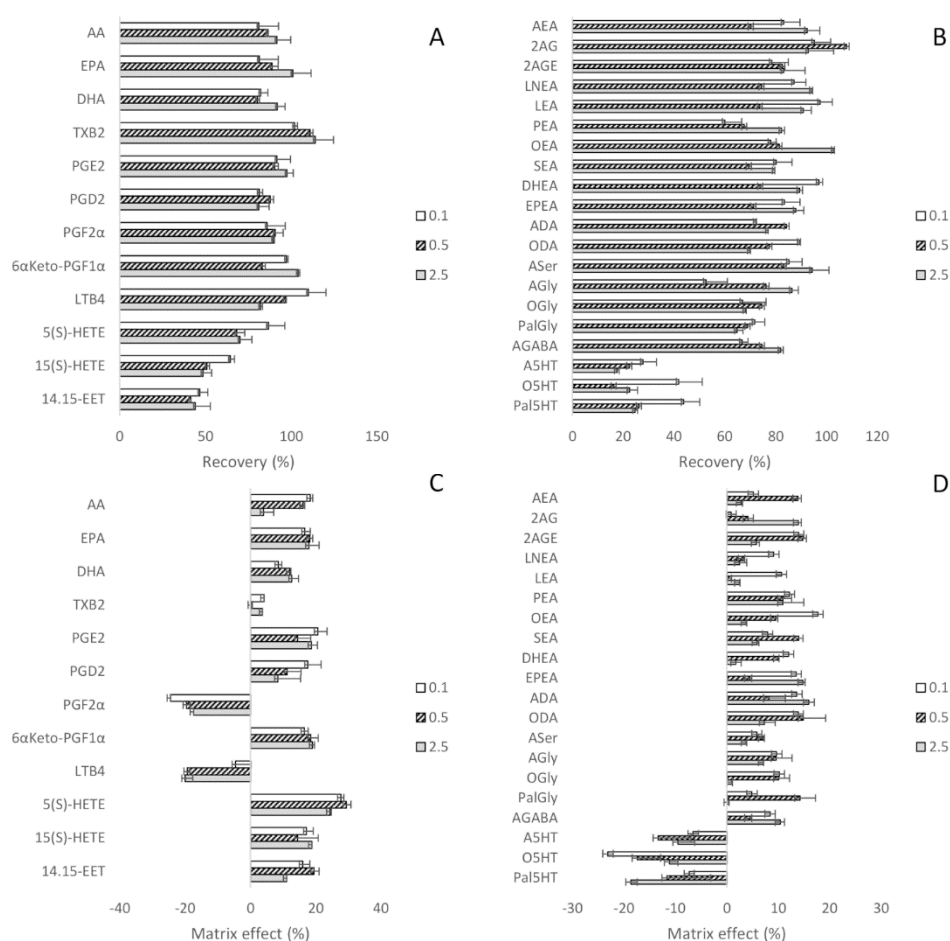 A
AA
EPA
DHA
TXB2
PGE2
PGD2
PGF2α
6αKeto-PGF1α
LTB4
5(S)-HETE
15(S)-HETE
14.15-EET
0.1
0.5
2.5
0 50 100 150
Recovery (%)
B
AEA
2AG
2AGE
LNEA
LEA
PEA
OEA
SEA
DHEA
EPEA
ADA
ODA
ASer
AGly
OGly
PalGly
AGABA
A5HT
O5HT
Pal5HT
0.1
0.5
2.5
0 20 40 60 80 100 120
Recovery (%)
C
AA
EPA
DHA
TXB2
PGE2
PGD2
PGF2α
6αKeto-PGF1α
LTB4
5(S)-HETE
15(S)-HETE
14.15-EET
0.1
0.5
2.5
-40 -20 0 20 40
Matrix effect (%)
D
AEA
2AG
2AGE
LNEA
LEA
PEA
OEA
SEA
DHEA
EPEA
ADA
ODA
ASer
AGly
OGly
PalGly
AGABA
A5HT
O5HT
Pal5HT
0.1
0.5
2.5
-30 -20 -10 0 10 20 30
Matrix effect (%)